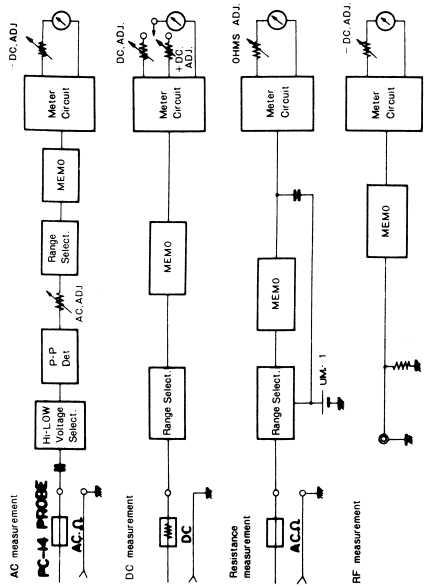 AC measurement
PC-14 PROBE
AC. Ω
Hi-LOW
Voltage
Select.
P-P
Det
AC, ADJ
Range
Select.
MEMO
Meter
Circuit
- DC, ADJ
DC measurement
DC
Range Select.
MEMO
Meter
Circuit
DC, ADJ.
+ DC,
ADJ.
Resistance
measurement
AC.Ω
Range Select.
UM- 1
MEMO
Meter
Circuit
OHMS ADJ.
RF measurement
MEMO
Meter
Circuit
- DC, ADJ.